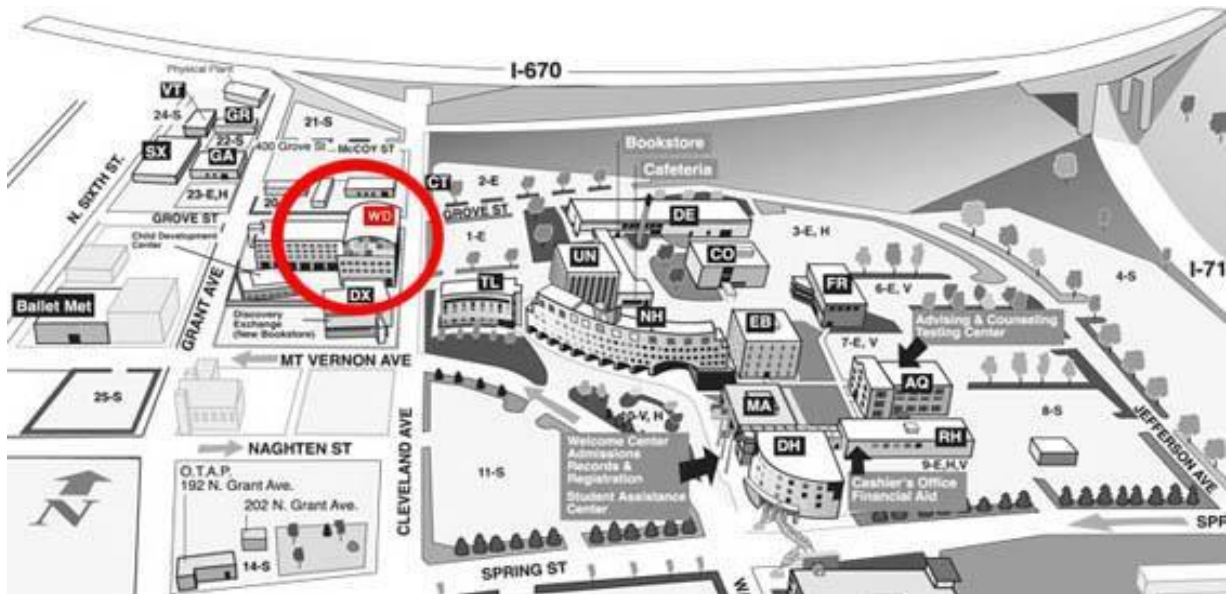 I-670
Physical Plant
VT
24-S
GR
22-S
21-S
400 Grove St
McCOY ST
SX
GA
N. SIXTH ST.
23-E,H
20
GROVE ST
CT
2-E
GROVE ST
1-E
Bookstore
Cafeteria
DE
3-E, H
4-S
I-71
WD
Child Development
Center
UN
CO
FR
6-E, V
Ballet Met
GRANT AVE
DX
TL
NH
EB
Discovery
Exchange
(New Bookstore)
Advising & Counseling
Testing Center
7-E, V
MT VERNON AVE
AQ
25-S
10-V, H
MA
8-S
JEFFERSON AVE
NAGHTEN ST
Welcome Center
Admissions
Records &
Registration
Student Assistance
Center
DH
RH
9-E,H,V
Cashier's Office
Financial Aid
N
O.T.A.P.
192 N. Grant Ave.
202 N. Grant Ave.
14-S
CLEVELAND AVE
11-S
SPRING ST
SPR
WA